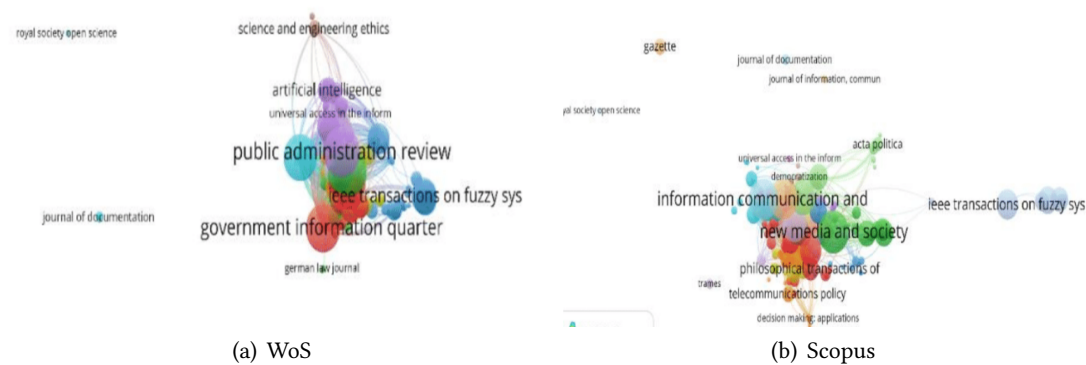 royal society open science
science and engineering ethics
artificial intelligence
universal access in the inform
public administration review
ieee transactions on fuzzy sys
journal of documentation
government information quarter
german law journal
(a) WoS
gazette
journal of documentation
journal of information, commun
yal society open science
acta politica
universal access in the inform
democratization
information communication and
ieee transactions on fuzzy sys
new media and society
philosophical transactions of
trames
telecommunications policy
decision making: applications
(b) Scopus